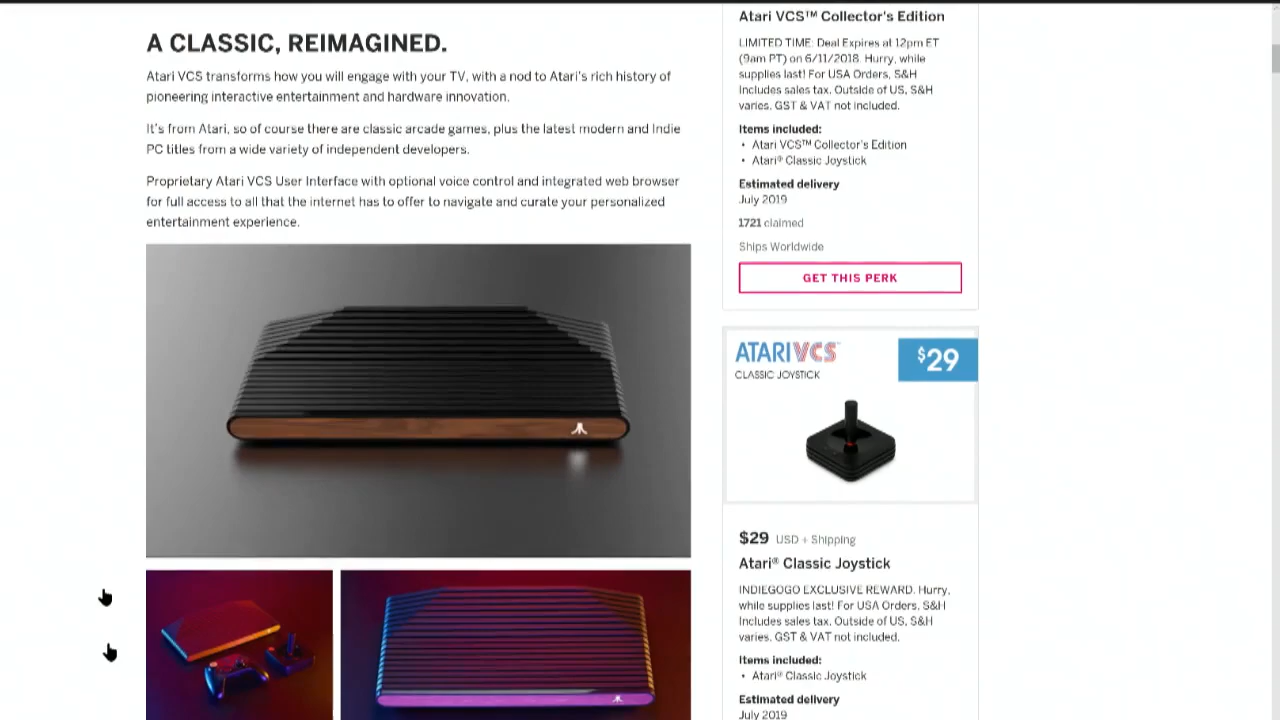 A CLASSIC, REIMAGINED.
Atari VCS transforms how you will engage with your TV, with a nod to Atari's rich history of
pioneering interactive entertainment and hardware innovation.
It's from Atari, so of course there are classic arcade games, plus the latest modern and Indie
PC titles from a wide variety of independent developers.
Proprietary Atari VCS User Interface with optional voice control and integrated web browser
for full access to all that the internet has to offer to navigate and curate your personalized
entertainment experience.
Atari VCS™ Collector's Edition
LIMITED TIME: Deal Expires at 12pm ET
(9am PT) on 6/11/2018. Hurry, while
supplies last! For USA Orders, S&H
Includes sales tax. Outside of US, S&H
varies. GST & VAT not included.
Items included:
• Atari VCS™ Collector's Edition
• Atari® Classic Joystick
Estimated delivery
July 2019
1721 claimed
Ships Worldwide
GET THIS PERK
ATARI VCS™
CLASSIC JOYSTICK
$29
$29 USD + Shipping
Atari® Classic Joystick
INDIEGOGO EXCLUSIVE REWARD. Hurry,
while supplies last! For USA Orders, S&H
Includes sales tax. Outside of US, S&H
varies. GST & VAT not included.
Items included:
• Atari® Classic Joystick
Estimated delivery
July 2019